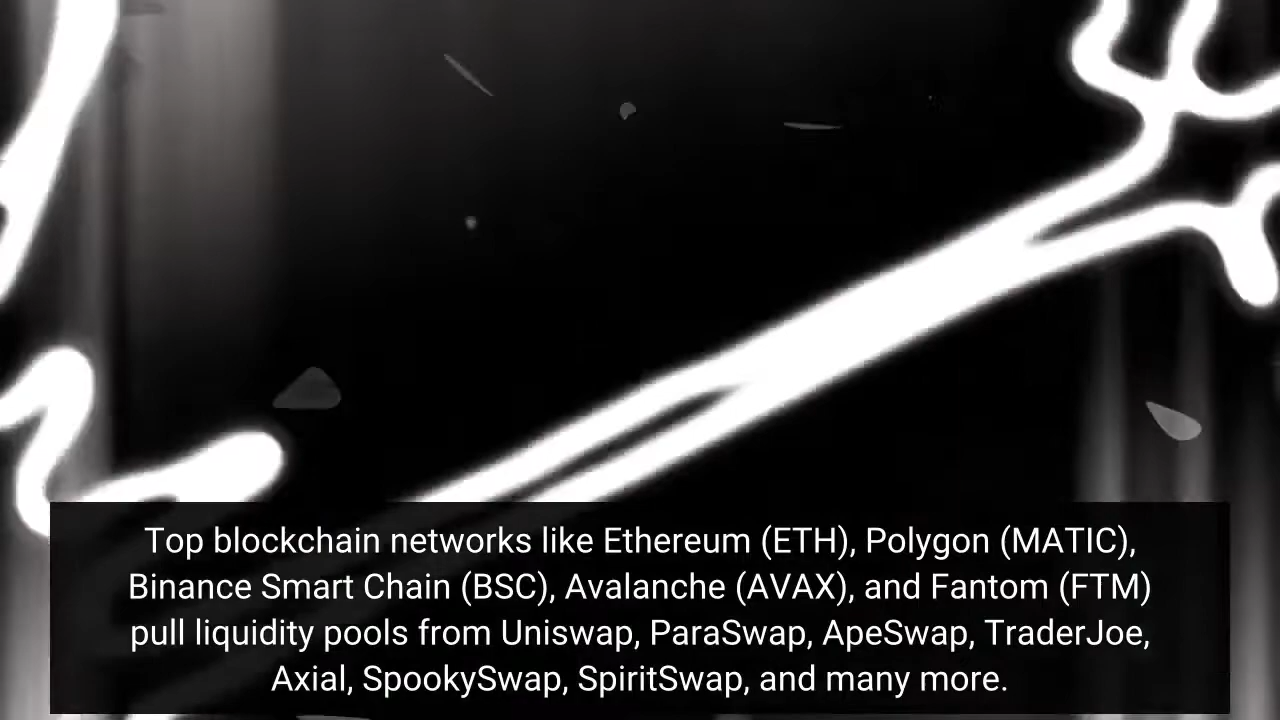 Top blockchain networks like Ethereum (ETH), Polygon (MATIC),
Binance Smart Chain (BSC), Avalanche (AVAX), and Fantom (FTM)
pull liquidity pools from Uniswap, ParaSwap, ApeSwap, TraderJoe,
Axial, SpookySwap, SpiritSwap, and many more.